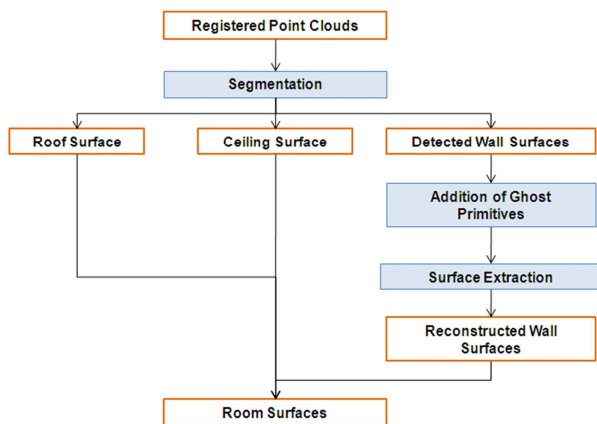 Registered Point Clouds
Segmentation
Roof Surface
Ceiling Surface
Detected Wall Surfaces
Addition of Ghost
Primitives
Surface Extraction
Reconstructed Wall
Surfaces
Room Surfaces